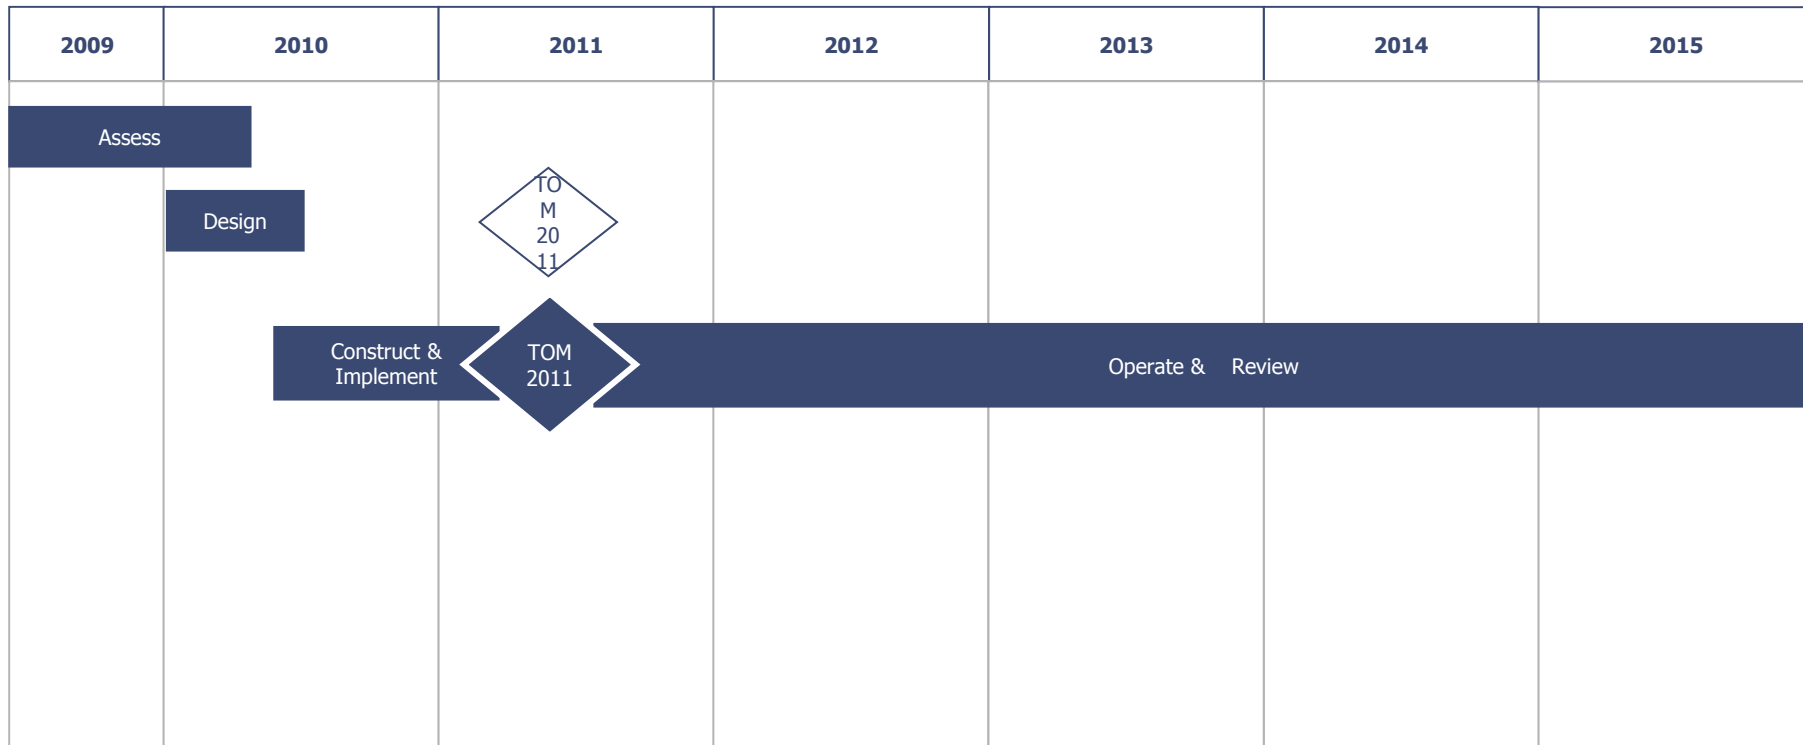 2009 2010 2011 2012 2013 2014 2015
Assess
Design
TO
M
20
11
Construct &
Implement
TOM
2011
Operate & Review